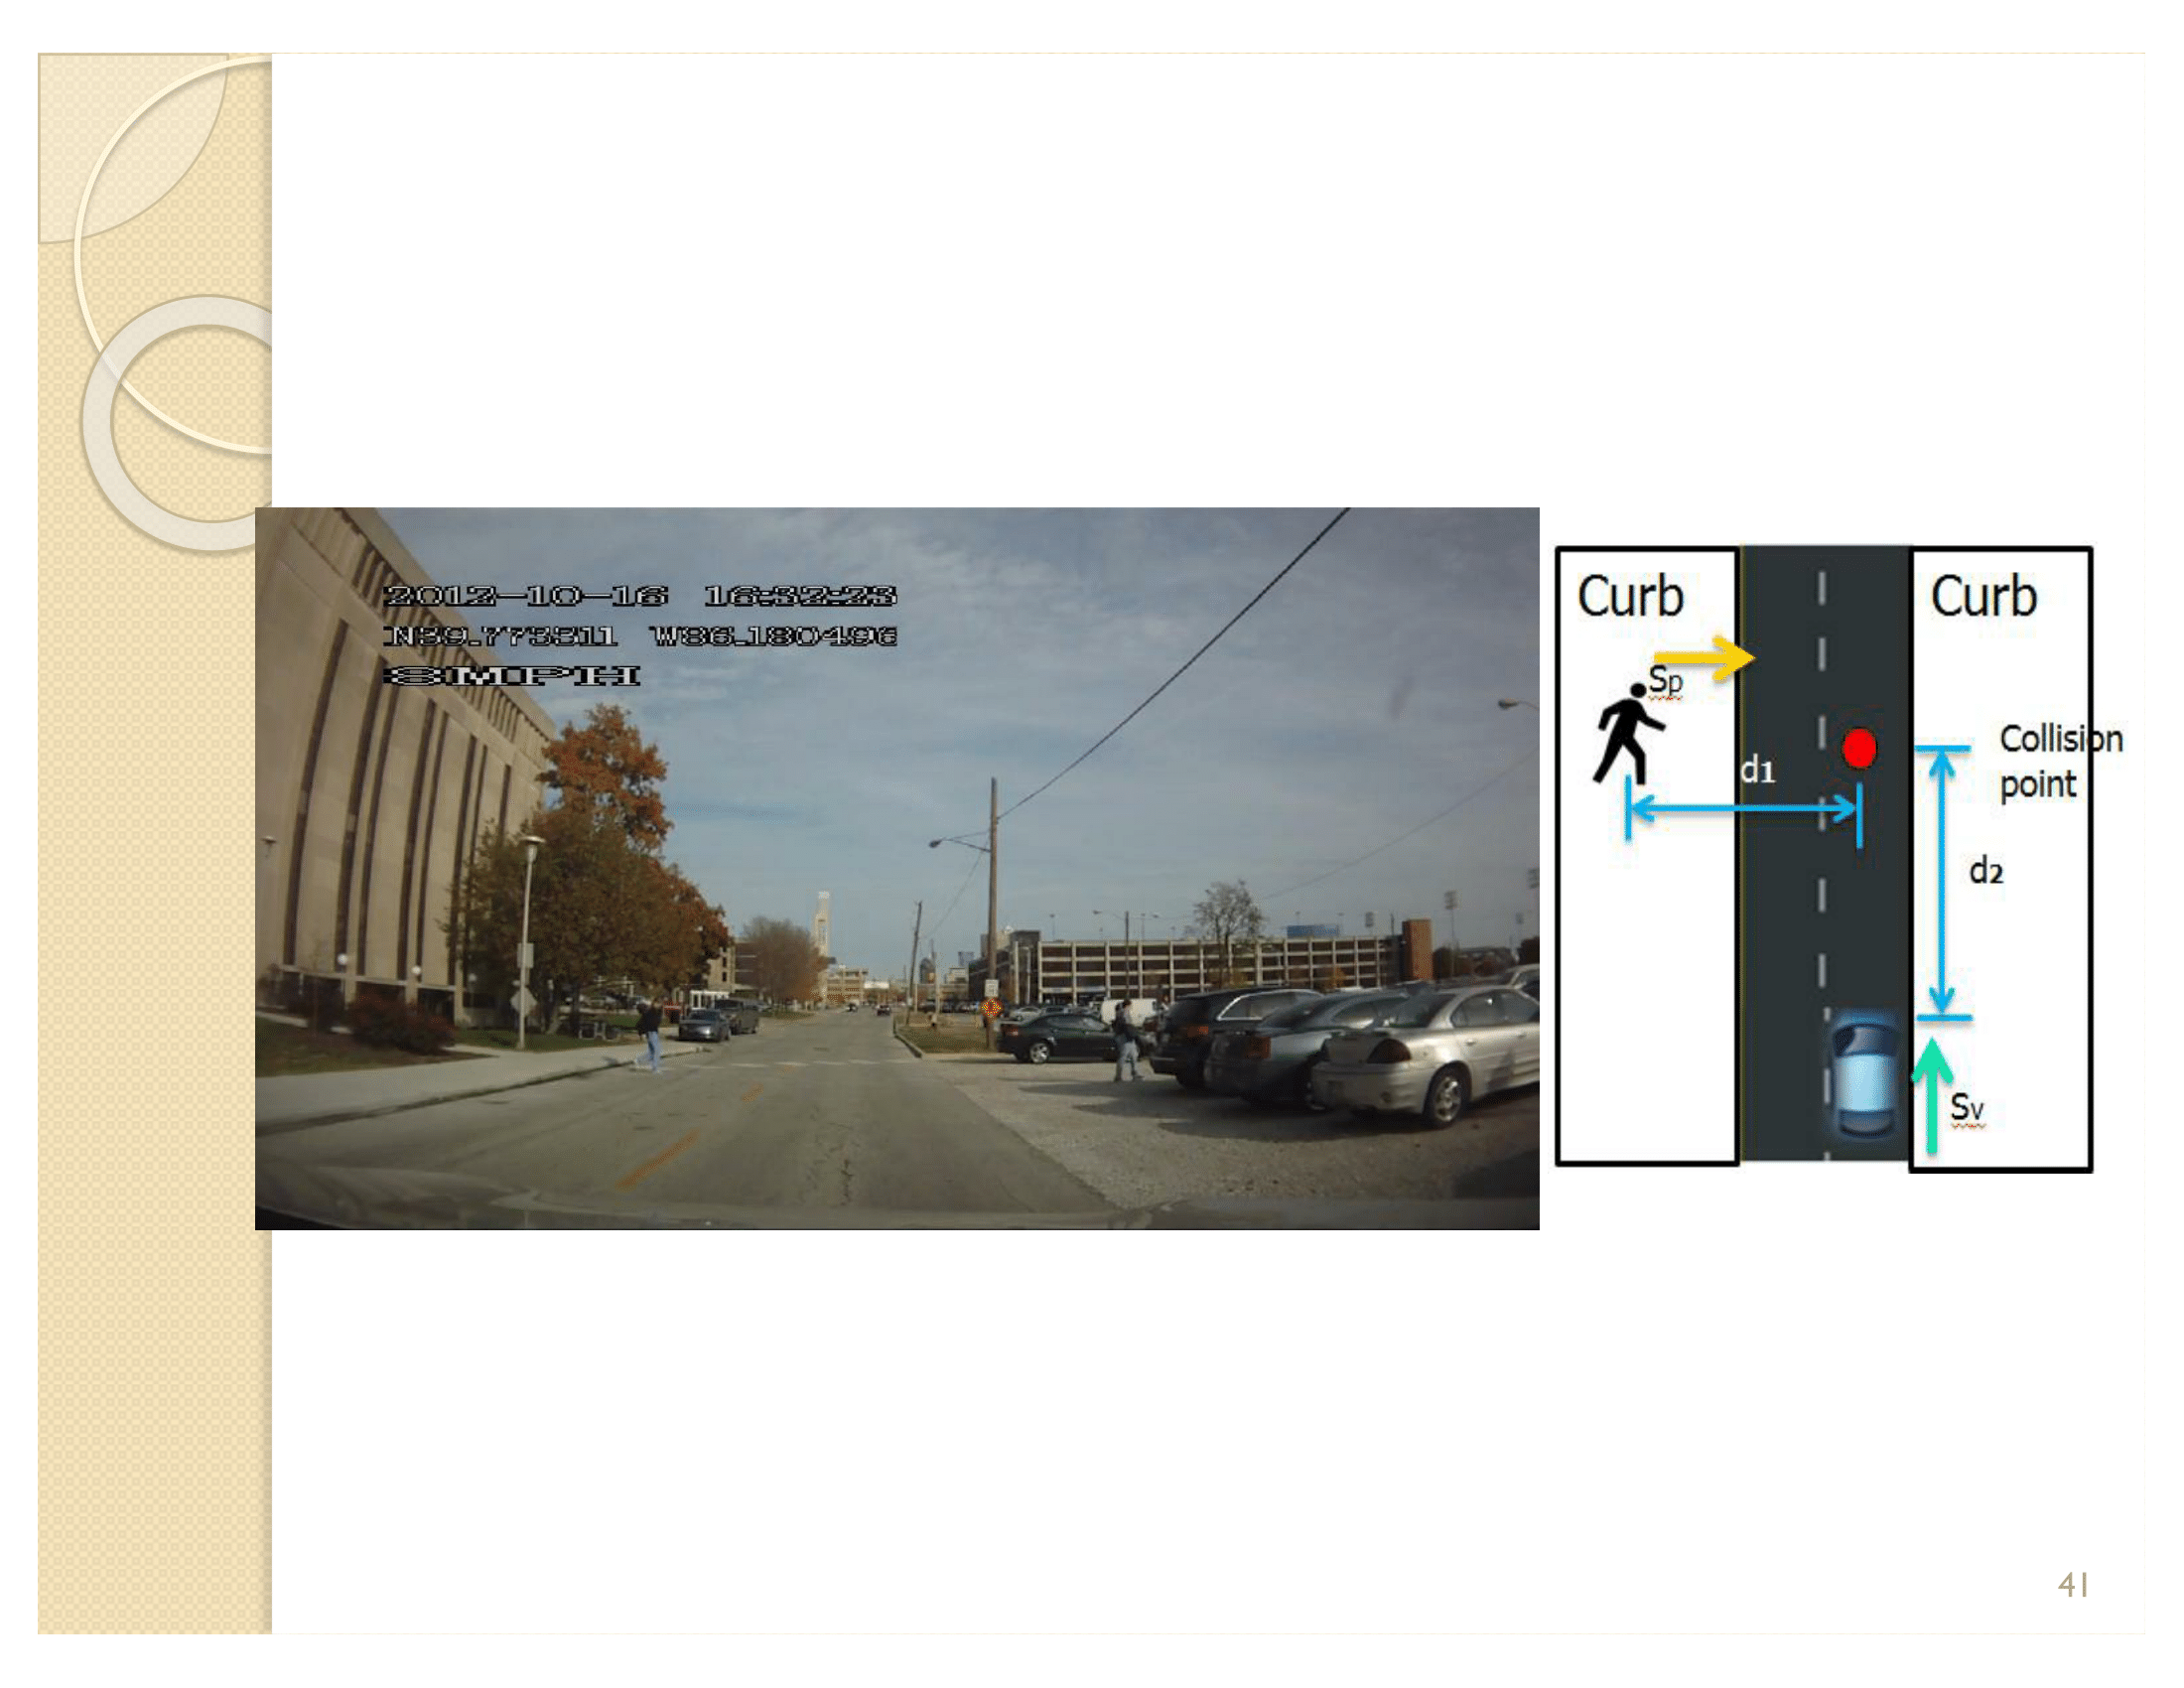 2012-10-16 16:32:23
N39.773311 W86.180496
8MPH
Curb
Curb
Sp
Collision
point
d1
d2
Sv
41